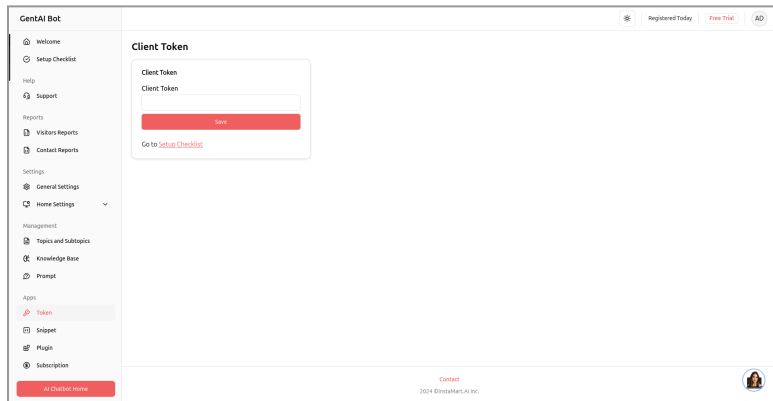 GentAI Bot
Registered Today
Free Trial
AD
Welcome
Setup Checklist
Help
Support
Reports
Visitors Reports
Contact Reports
Settings
General Settings
Home Settings
Management
Topics and Subtopics
Knowledge Base
Prompt
Apps
Token
Snippet
Plugin
Subscription
AI Chatbot Home
Client Token
Client Token
Client Token
Save
Go to Setup Checklist
Contact
2024 ©InstaMart.AI Inc.